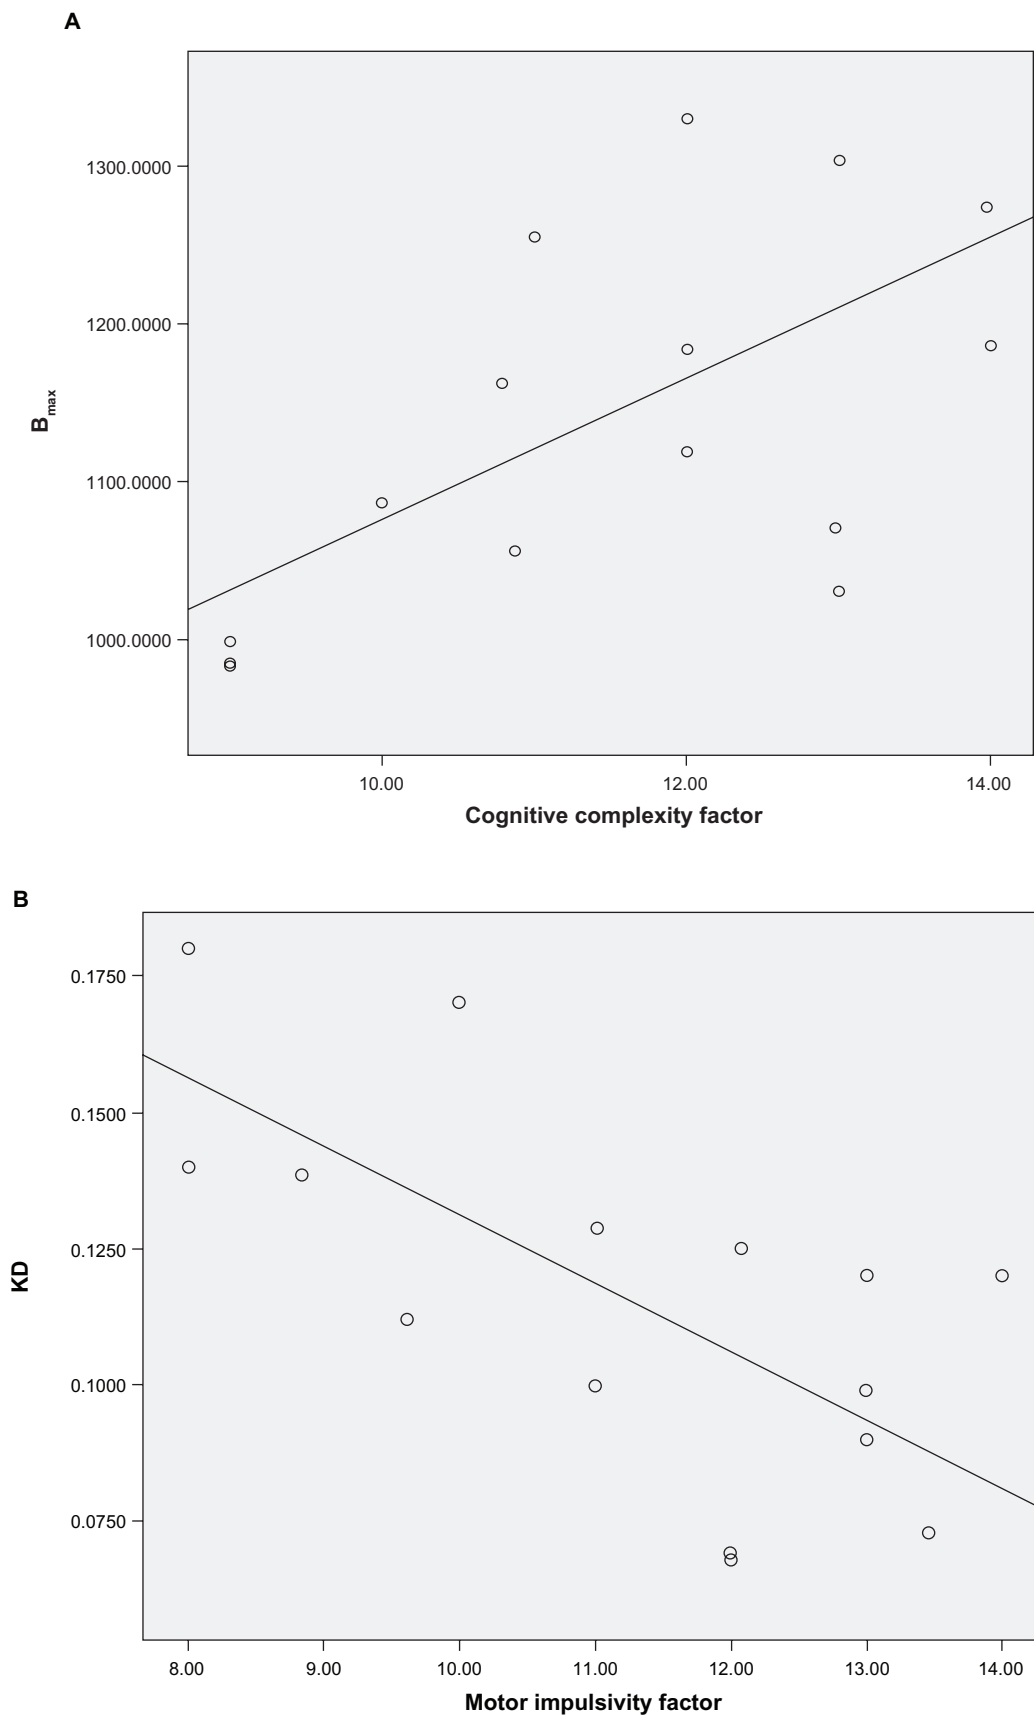 A
1300.0000
1200.0000
1100.0000
1000.0000
Bmax
10.00 12.00 14.00
Cognitive complexity factor
B
0.1750
0.1500
0.1250
0.1000
0.0750
KD
8.00 9.00 10.00 11.00 12.00 13.00 14.00
Motor impulsivity factor